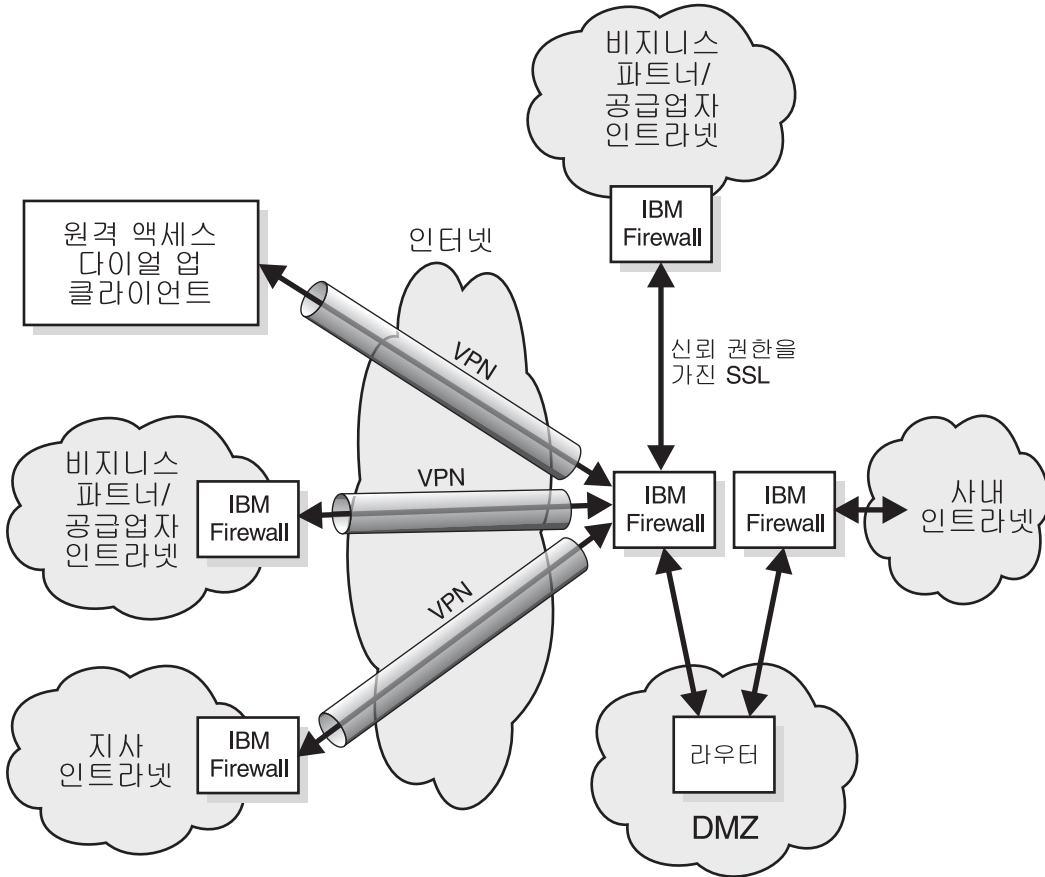 비지니스
파트너/
공급업자
인트라넷
IBM
Firewall
원격 액세스
다이얼 업
클라이언트
인터넷
VPN
신뢰 권한을
가진 SSL
비지니스
파트너/
공급업자
인트라넷
IBM
Firewall
VPN
IBM
Firewall
IBM
Firewall
사내
인트라넷
VPN
지사
인트라넷
IBM
Firewall
라우터
DMZ